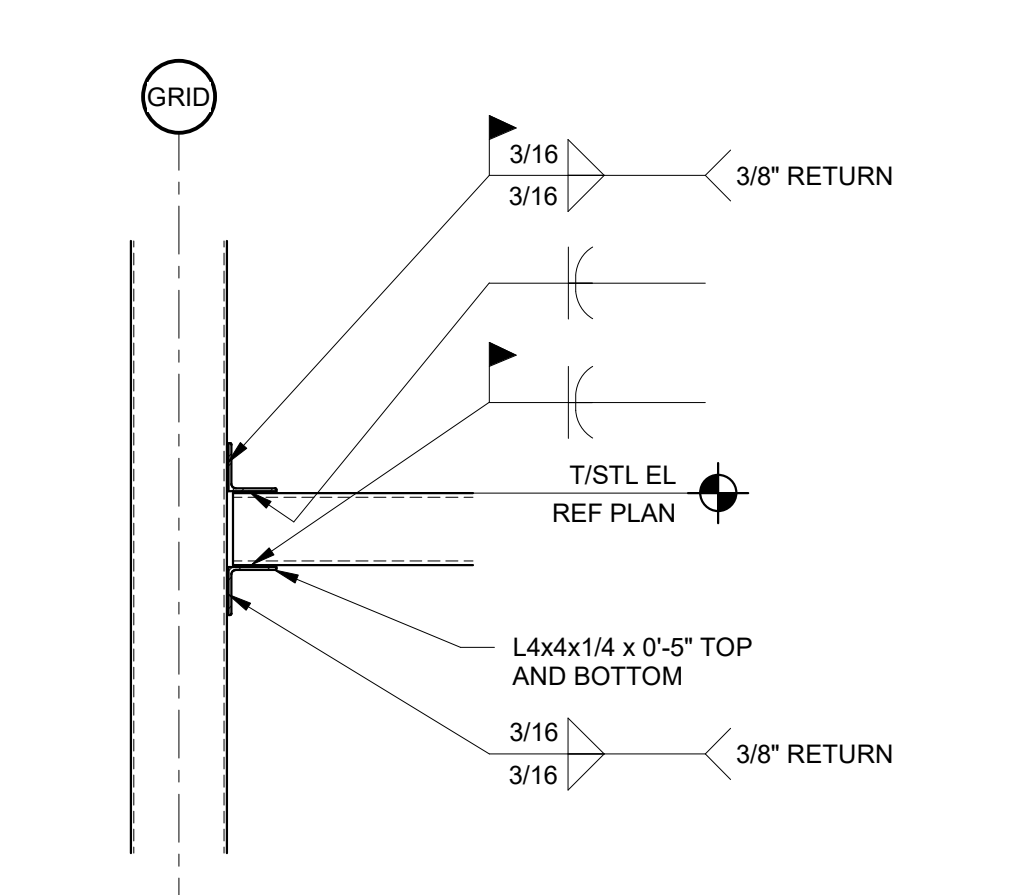 GRID
3/16
3/16
3/8" RETURN
T/STL EL
REF PLAN
L4x4x1/4 x 0'-5" TOP
AND BOTTOM
3/16
3/16
3/8" RETURN